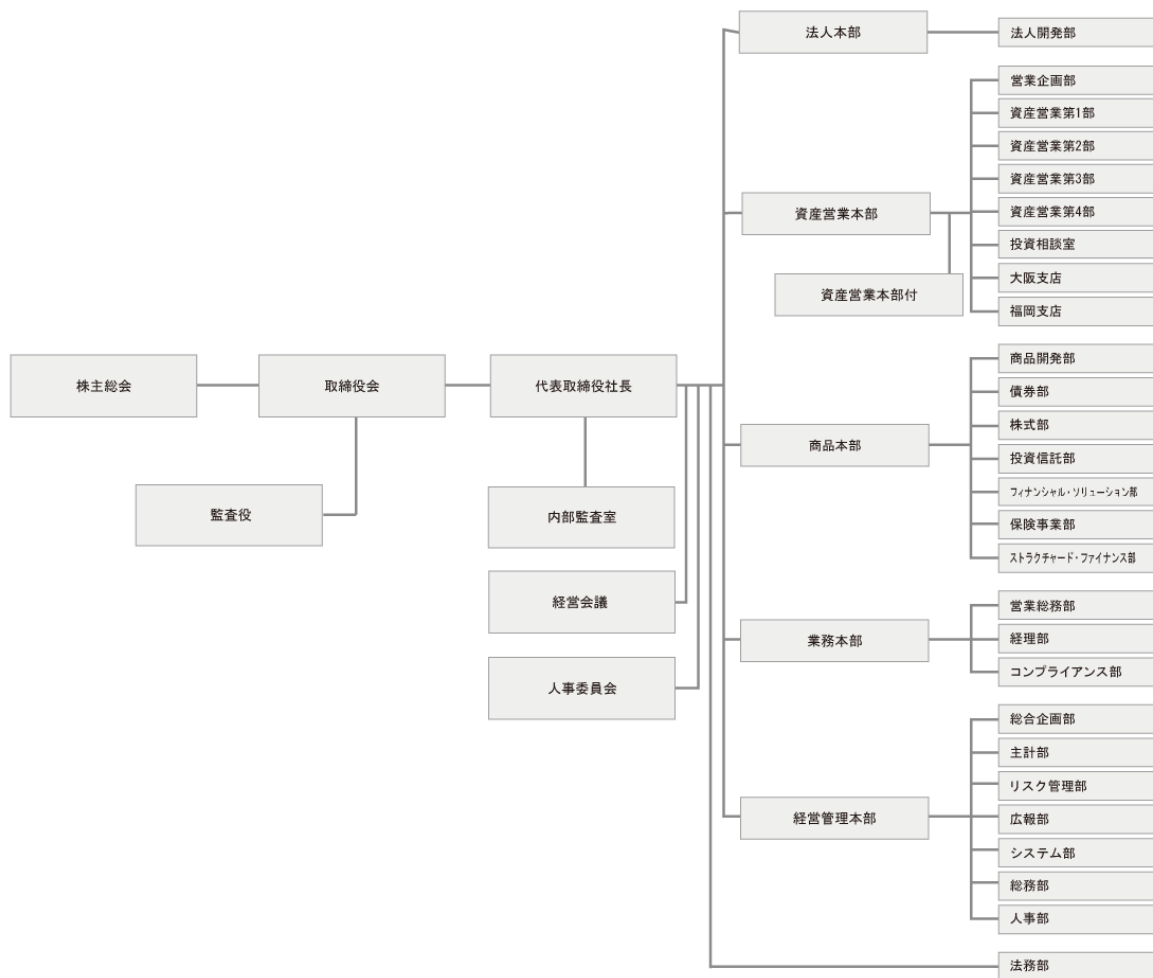 株主総会
取締役会
監査役
代表取締役社長
内部監査室
経営会議
人事委員会
法人本部
法人開発部
資産営業本部
資産営業本部付
営業企画部
資産営業第1部
資産営業第2部
資産営業第3部
資産営業第4部
投資相談室
大阪支店
福岡支店
商品本部
商品開発部
債券部
株式部
投資信託部
フィナンシャル・ソリューション部
保険事業部
ストラクチャード・ファイナンス部
業務本部
営業総務部
経理部
コンプライアンス部
経営管理本部
総合企画部
主計部
リスク管理部
広報部
システム部
総務部
人事部
法務部